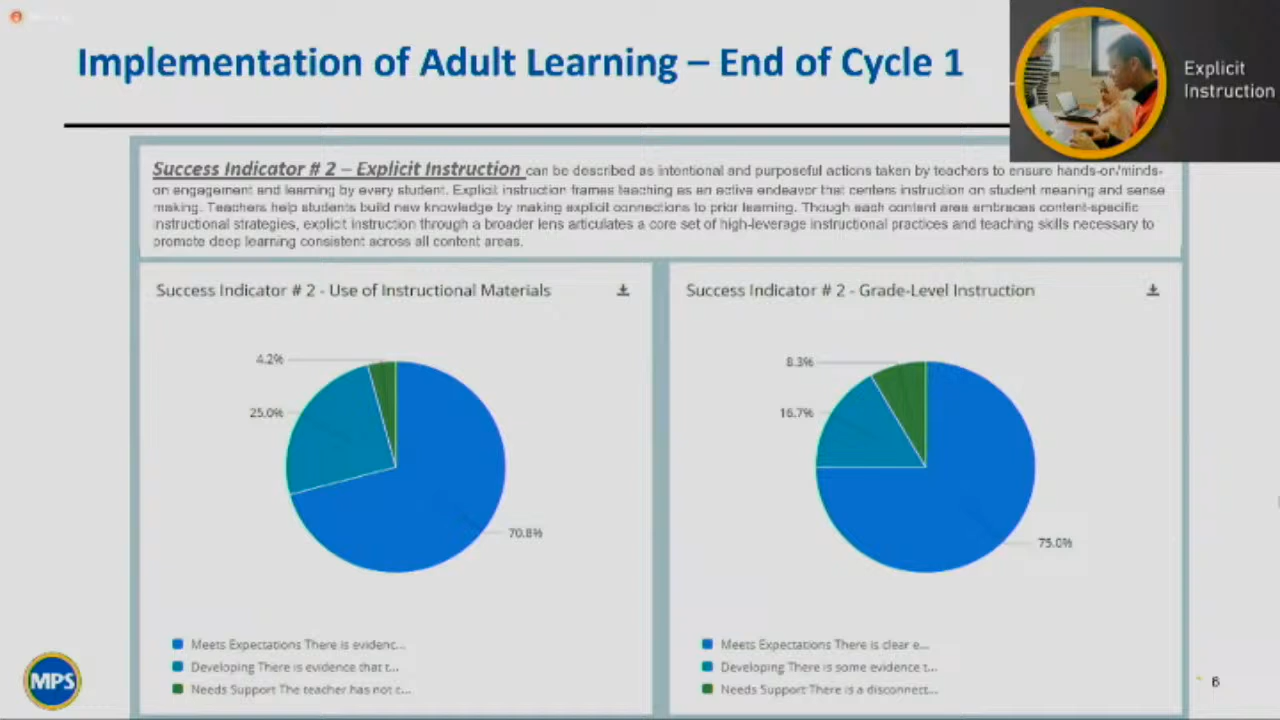 Implementation of Adult Learning – End of Cycle 1
Explicit
Instruction
Success Indicator # 2 – Explicit Instruction can be described as intentional and purposeful actions taken by teachers to ensure hands-on/minds-
on engagement and learning by every student. Explicit instruction frames teaching as an active endeavor that centers instruction on student meaning and sense
making. Teachers help students build new knowledge by making explicit connections to prior learning. Though each content area embraces content-specific
instructional strategies, explicit instruction through a broader lens articulates a core set of high-leverage instructional practices and teaching skills necessary to
promote deep learning consistent across all content areas.
Success Indicator # 2 - Use of Instructional Materials
4.2%
25.0%
70.8%
Meets Expectations There is evidenc...
Developing There is evidence that t...
Needs Support The teacher has not c...
Success Indicator # 2 - Grade-Level Instruction
8.3%
16.7%
75.0%
Meets Expectations There is clear e...
Developing There is some evidence t...
Needs Support There is a disconnect...
MPS
6